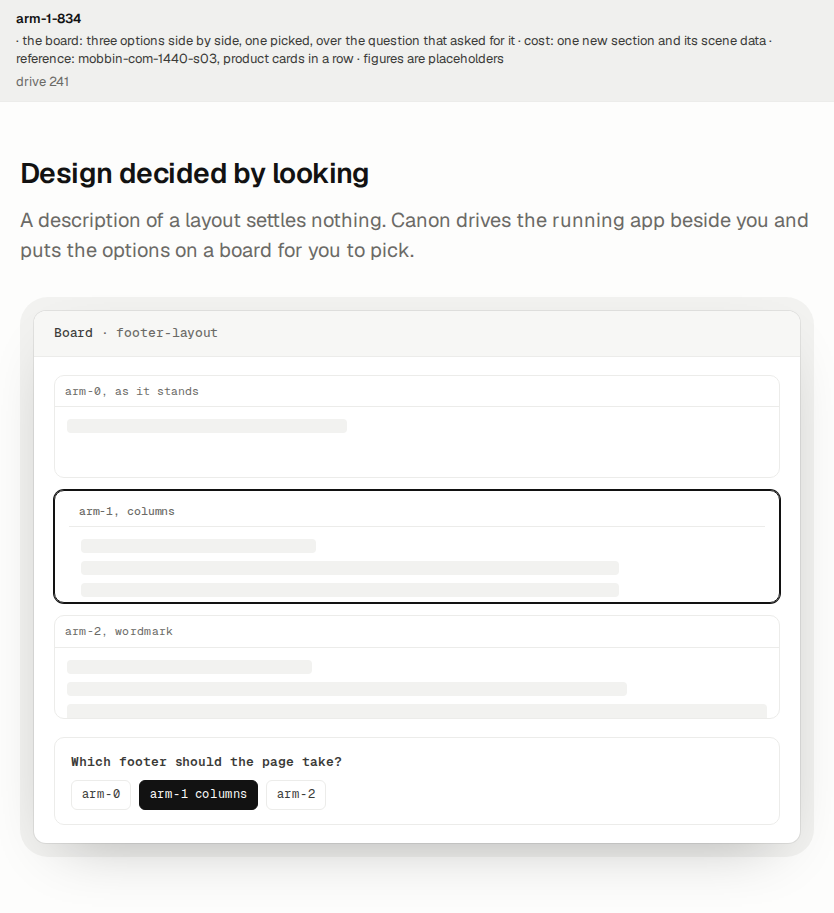 arm-1-834
· the board: three options side by side, one picked, over the question that asked for it · cost: one new section and its scene data ·
reference: mobbin-com-1440-s03, product cards in a row · figures are placeholders
drive 241
Design decided by looking
A description of a layout settles nothing. Canon drives the running app beside you and
puts the options on a board for you to pick.
Board · footer-layout
arm-0, as it stands
arm-1, columns
arm-2, wordmark
Which footer should the page take?
arm-0 arm-1 columns arm-2